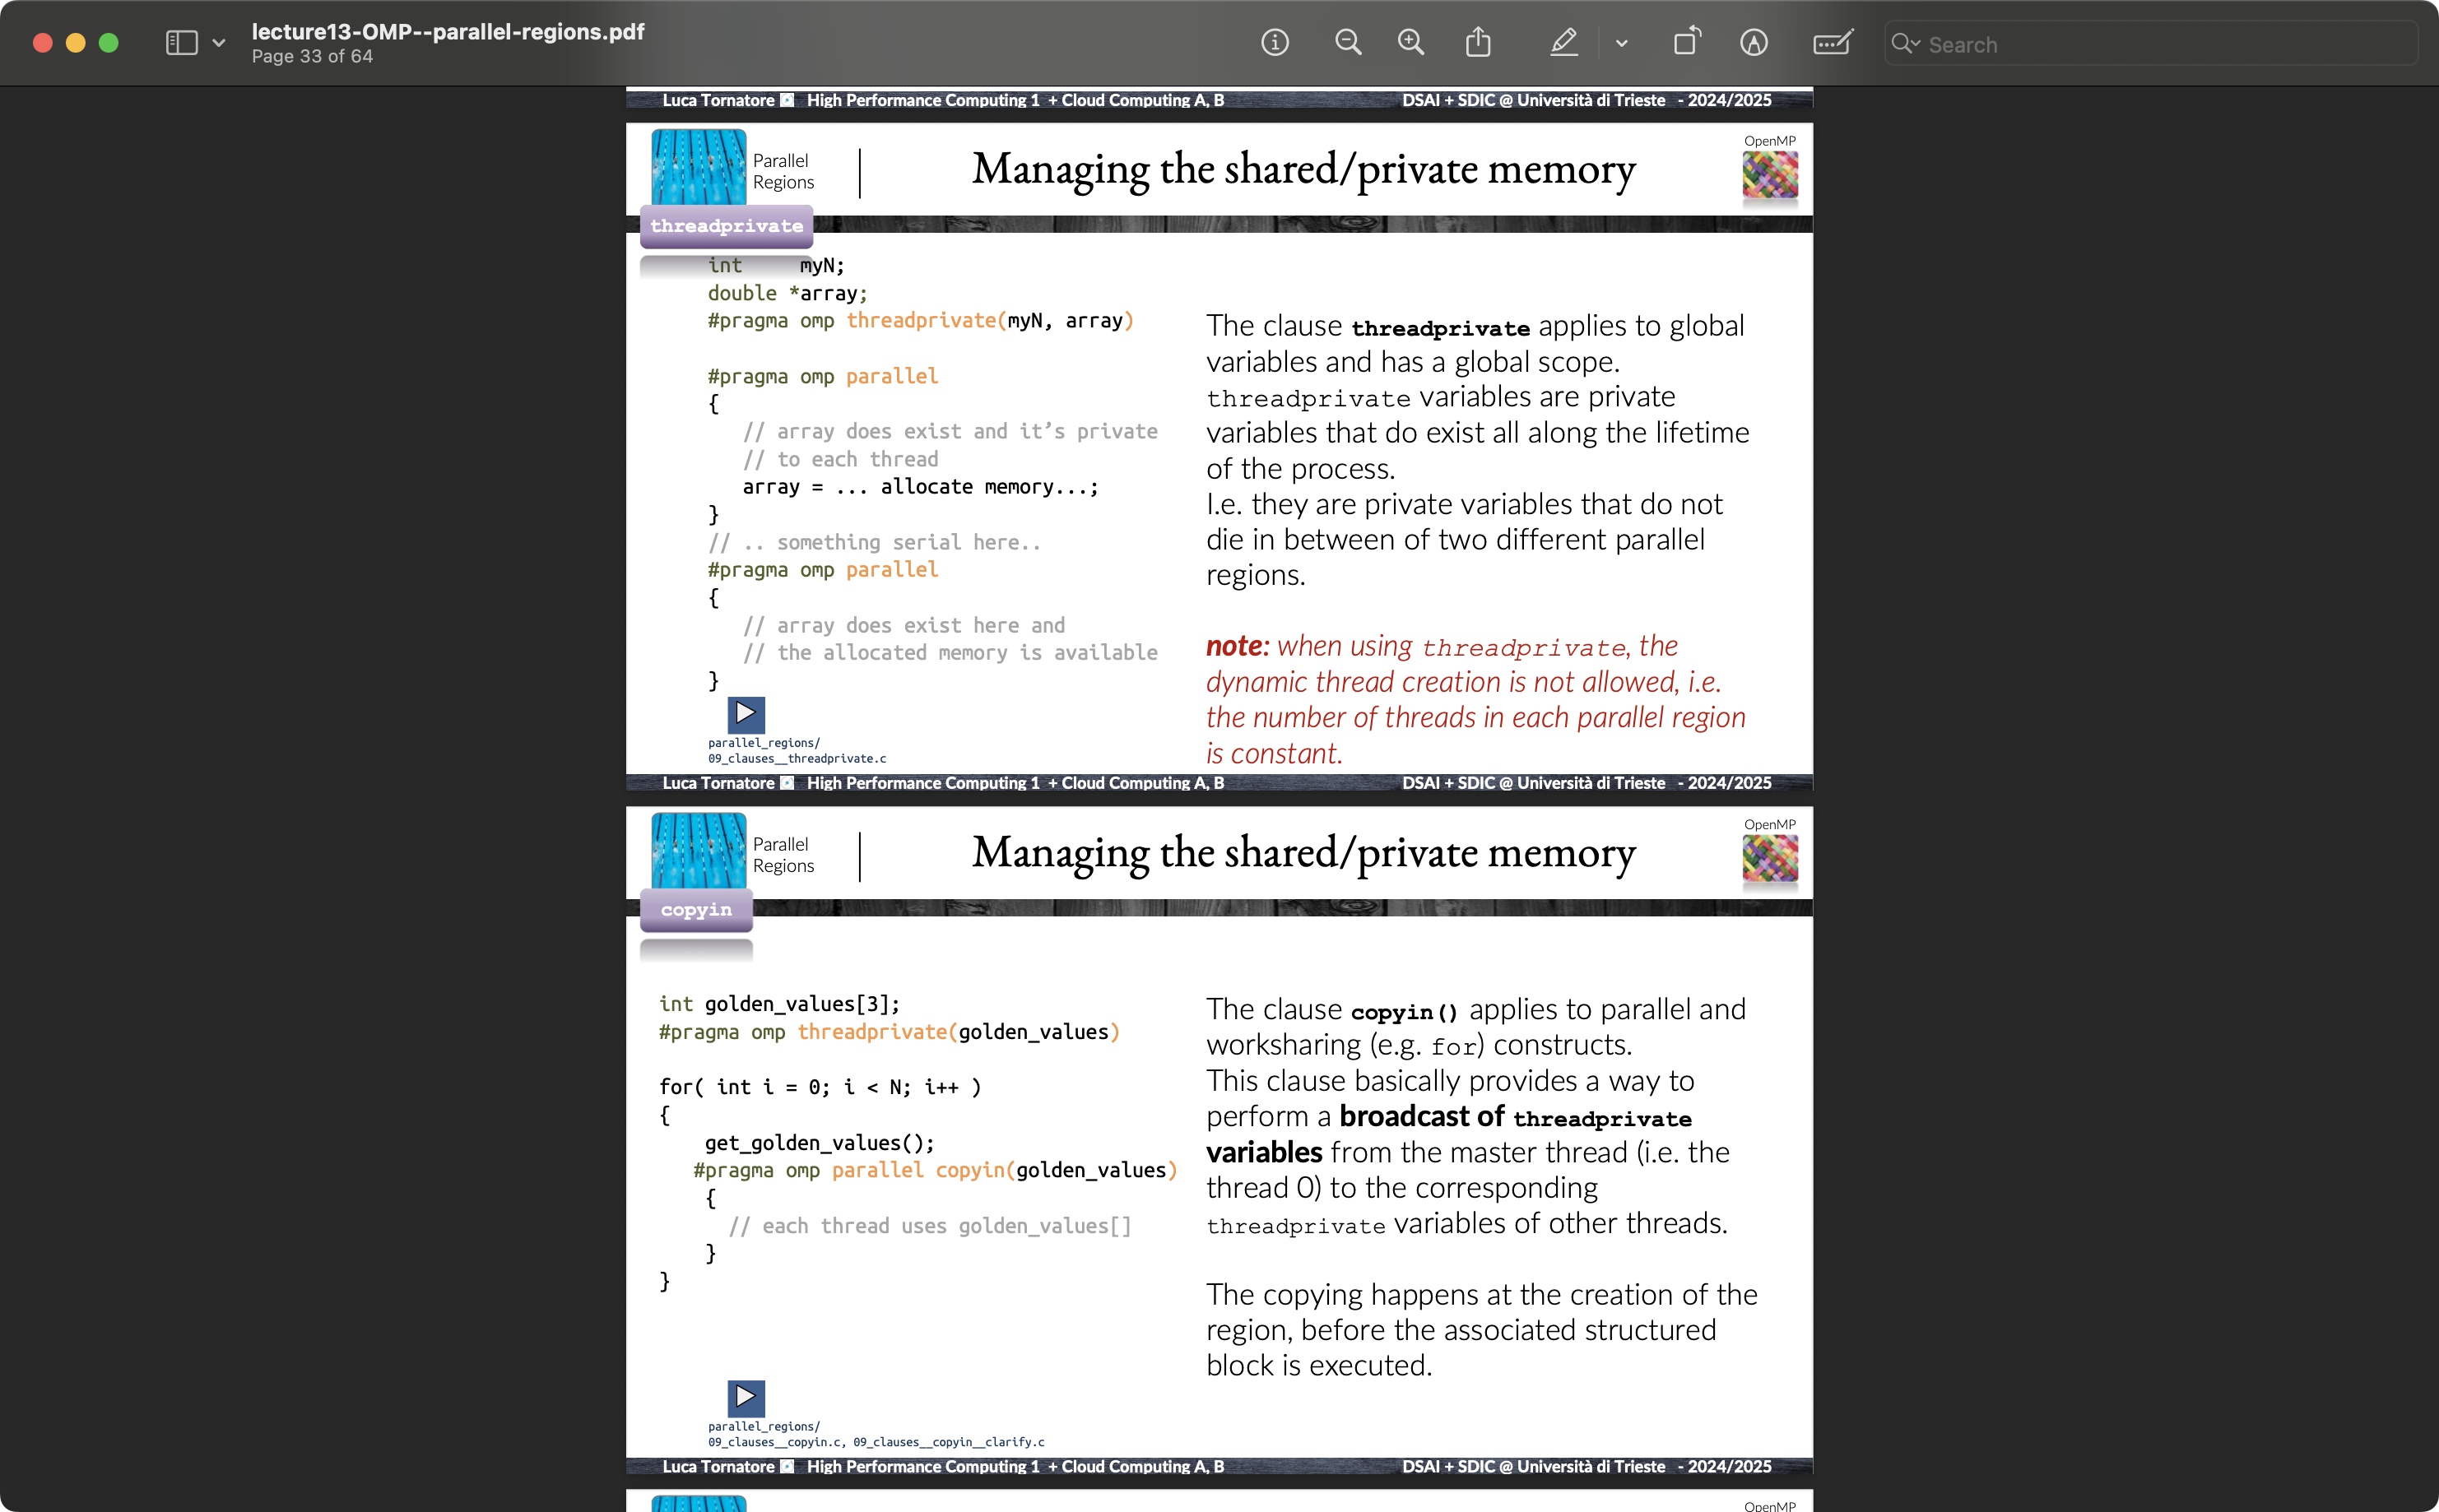 lecture13-OMP--parallel-regions.pdf
Page 33 of 64
Search
Luca Tornatore High Performance Computing 1 + Cloud Computing A, B DSAI + SDIC @ Università di Trieste - 2024/2025
Parallel
Regions
Managing the shared/private memory
OpenMP
threadprivate
int myN;
double *array;
#pragma omp threadprivate(myN, array)
#pragma omp parallel
{
// array does exist and it’s private
// to each thread
array = ... allocate memory...;
}
// .. something serial here..
#pragma omp parallel
{
// array does exist here and
// the allocated memory is available
}
parallel_regions/
09_clauses__threadprivate.c
The clause threadprivate applies to global
variables and has a global scope.
threadprivate variables are private
variables that do exist all along the lifetime
of the process.
I.e. they are private variables that do not
die in between of two different parallel
regions.
note: when using threadprivate, the
dynamic thread creation is not allowed, i.e.
the number of threads in each parallel region
is constant.
Luca Tornatore High Performance Computing 1 + Cloud Computing A, B DSAI + SDIC @ Università di Trieste - 2024/2025
Parallel
Regions
Managing the shared/private memory
OpenMP
copyin
int golden_values[3];
#pragma omp threadprivate(golden_values)
for( int i = 0; i < N; i++ )
{
get_golden_values();
#pragma omp parallel copyin(golden_values)
{
// each thread uses golden_values[]
}
}
parallel_regions/
09_clauses__copyin.c, 09_clauses__copyin__clarify.c
The clause copyin() applies to parallel and
worksharing (e.g. for) constructs.
This clause basically provides a way to
perform a broadcast of threadprivate
variables from the master thread (i.e. the
thread 0) to the corresponding
threadprivate variables of other threads.
The copying happens at the creation of the
region, before the associated structured
block is executed.
Luca Tornatore High Performance Computing 1 + Cloud Computing A, B DSAI + SDIC @ Università di Trieste - 2024/2025
OpenMP